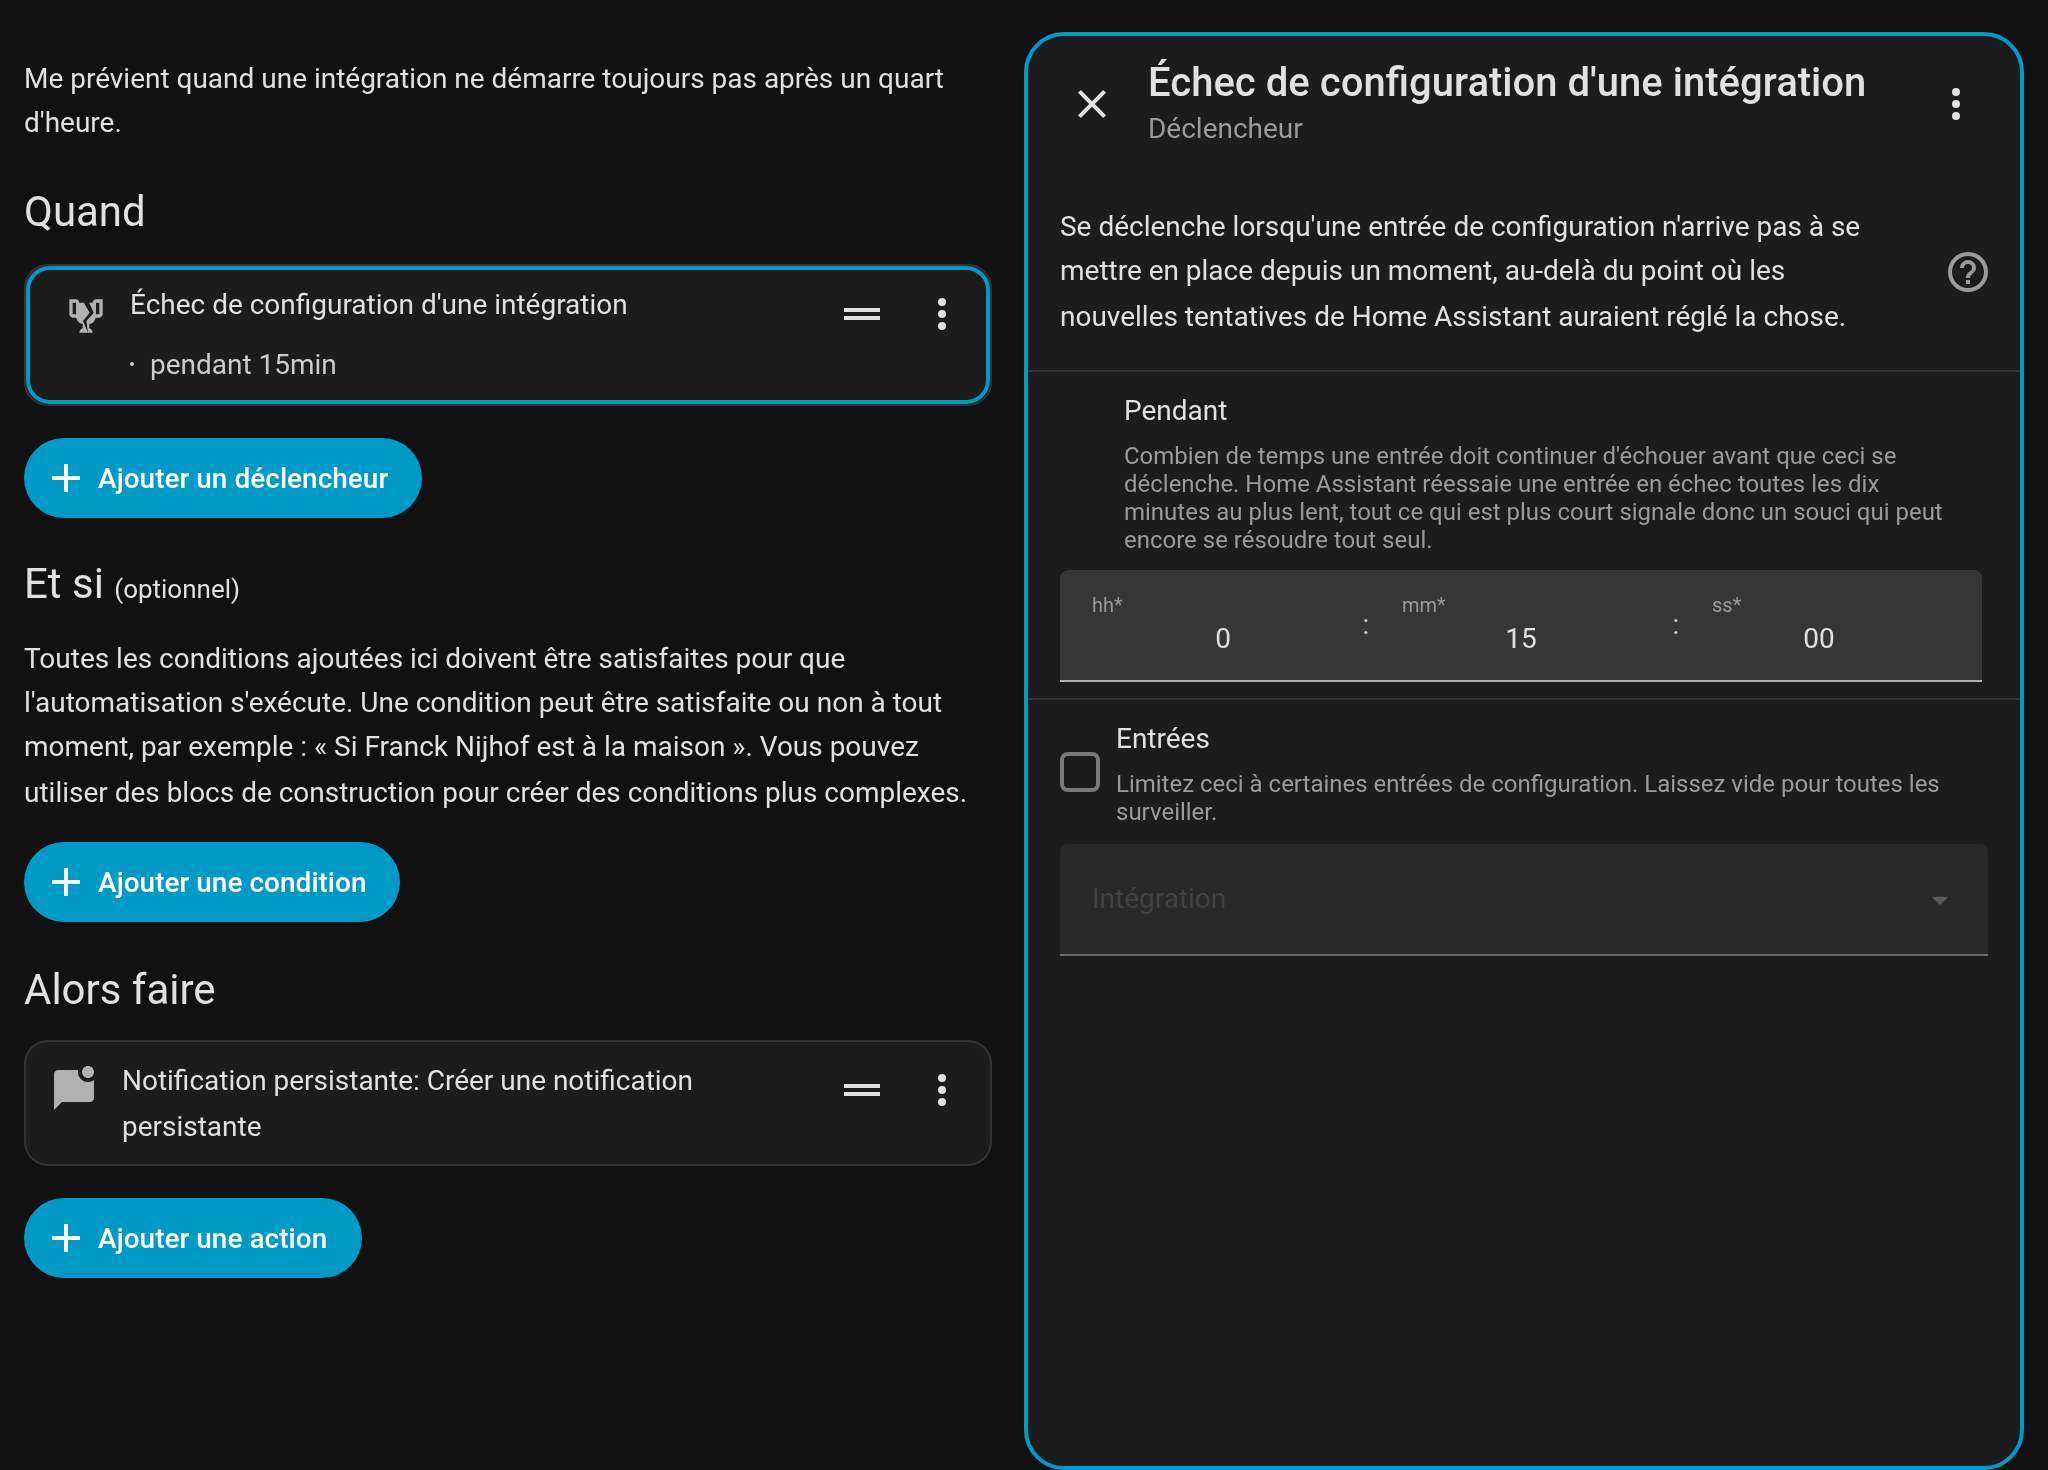 Me prévient quand une intégration ne démarre toujours pas après un quart
d'heure.
Quand
Échec de configuration d'une intégration
· pendant 15min
Ajouter un déclencheur
Et si (optionnel)
Toutes les conditions ajoutées ici doivent être satisfaites pour que
l'automatisation s'exécute. Une condition peut être satisfaite ou non à tout
moment, par exemple : « Si Franck Nijhof est à la maison ». Vous pouvez
utiliser des blocs de construction pour créer des conditions plus complexes.
Ajouter une condition
Alors faire
Notification persistante: Créer une notification
persistante
Ajouter une action
Échec de configuration d'une intégration
Déclencheur
Se déclenche lorsqu'une entrée de configuration n'arrive pas à se
mettre en place depuis un moment, au-delà du point où les
nouvelles tentatives de Home Assistant auraient réglé la chose.
Pendant
Combien de temps une entrée doit continuer d'échouer avant que ceci se
déclenche. Home Assistant réessaie une entrée en échec toutes les dix
minutes au plus lent, tout ce qui est plus court signale donc un souci qui peut
encore se résoudre tout seul.
hh* mm* ss*
0 : 15 : 00
Entrées
Limitez ceci à certaines entrées de configuration. Laissez vide pour toutes les
surveiller.
Intégration